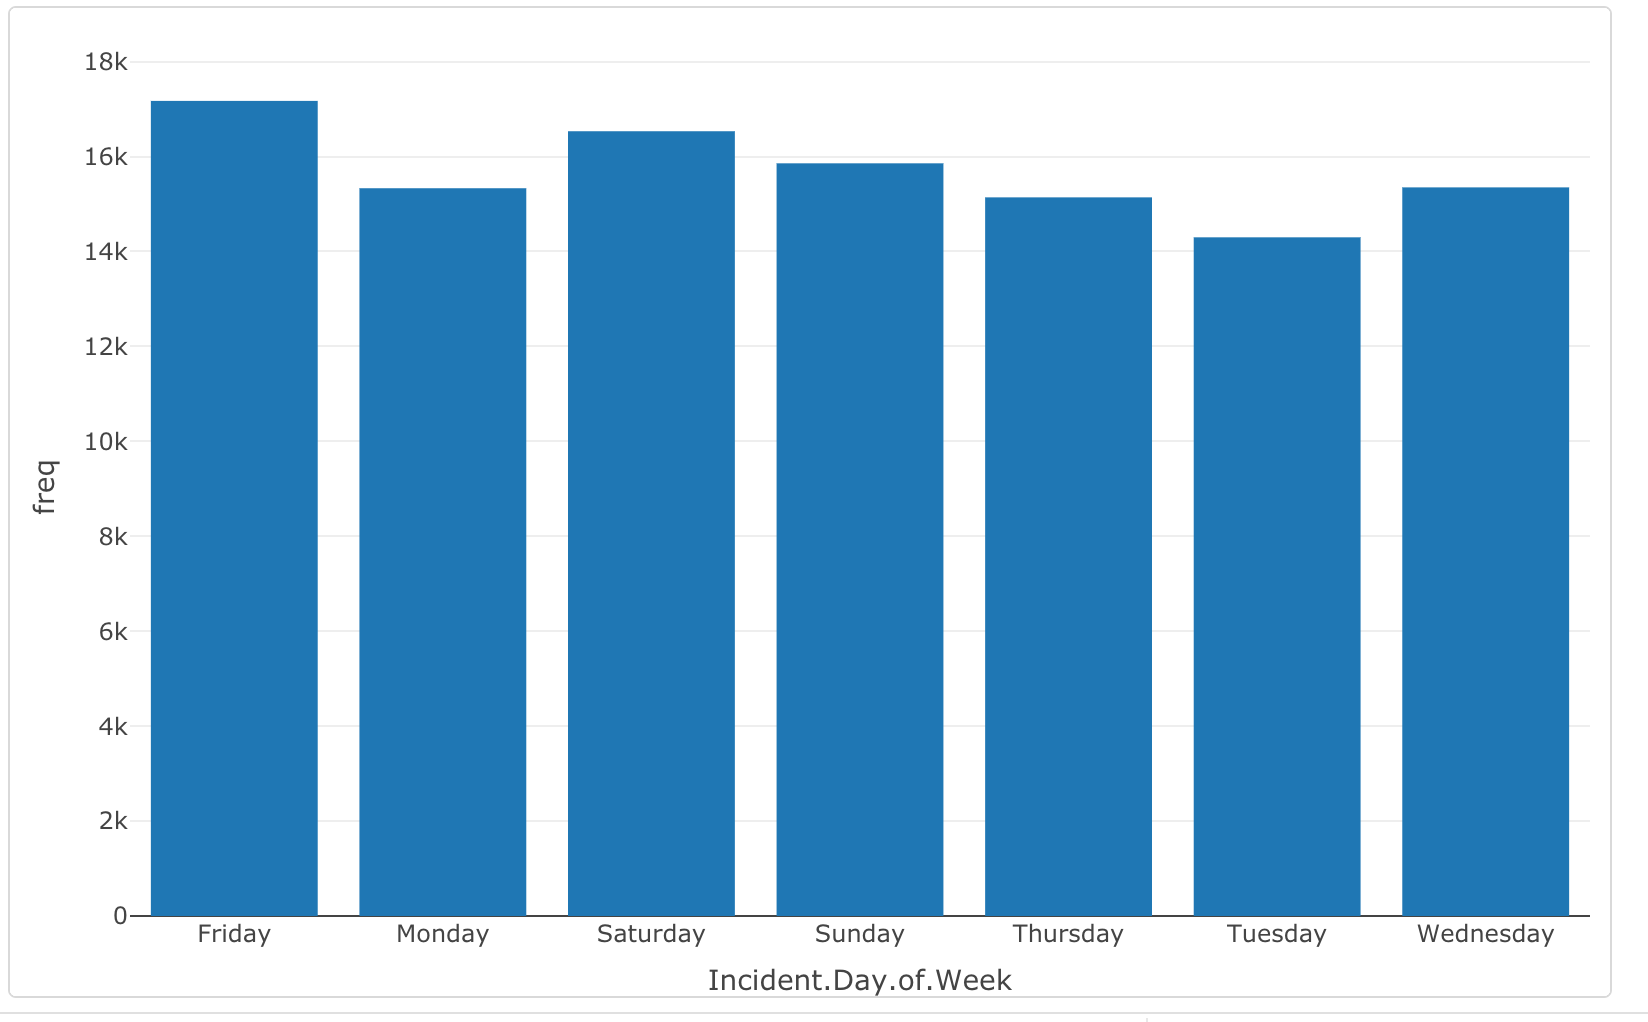 18k
16k
14k
12k
10k
8k
6k
4k
2k
0
freq
Friday Monday Saturday Sunday Thursday Tuesday Wednesday
Incident.Day.of.Week